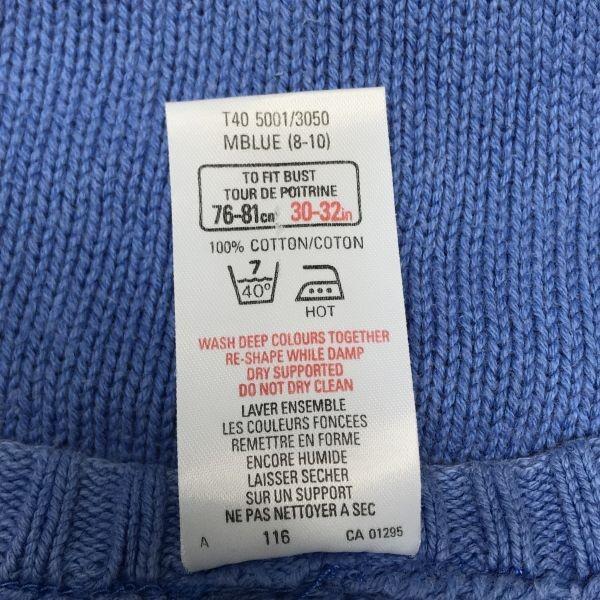 T40 5001/3050
MBLUE (8-10)
TO FIT BUST
TOUR DE POITRINE
76-81cm 30-32in
100% COTTON/COTON
7
40°
HOT
WASH DEEP COLOURS TOGETHER
RE-SHAPE WHILE DAMP
DRY SUPPORTED
DO NOT DRY CLEAN
LAVER ENSEMBLE
LES COULEURS FONCEES
REMETTRE EN FORME
ENCORE HUMIDE
LAISSER SECHER
SUR UN SUPPORT
NE PAS NETTOYER A SEC
A 116 CA 01295